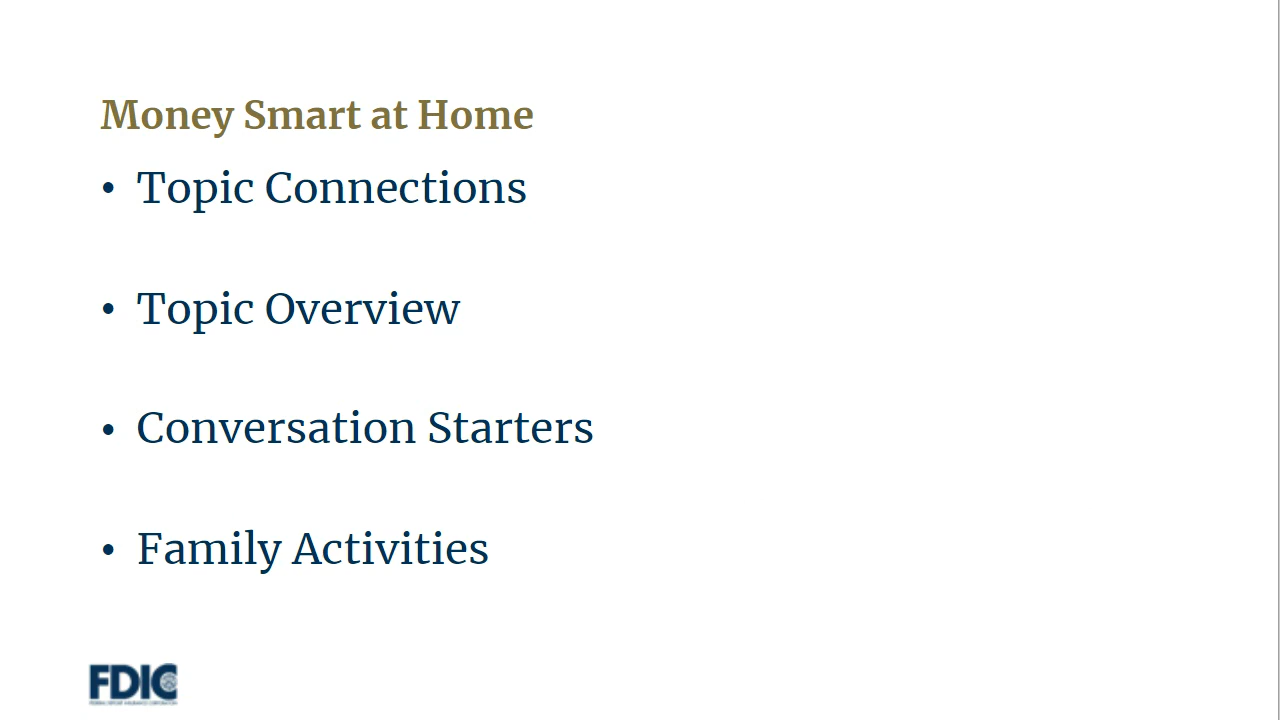 Money Smart at Home
• Topic Connections
• Topic Overview
• Conversation Starters
• Family Activities
FDIC